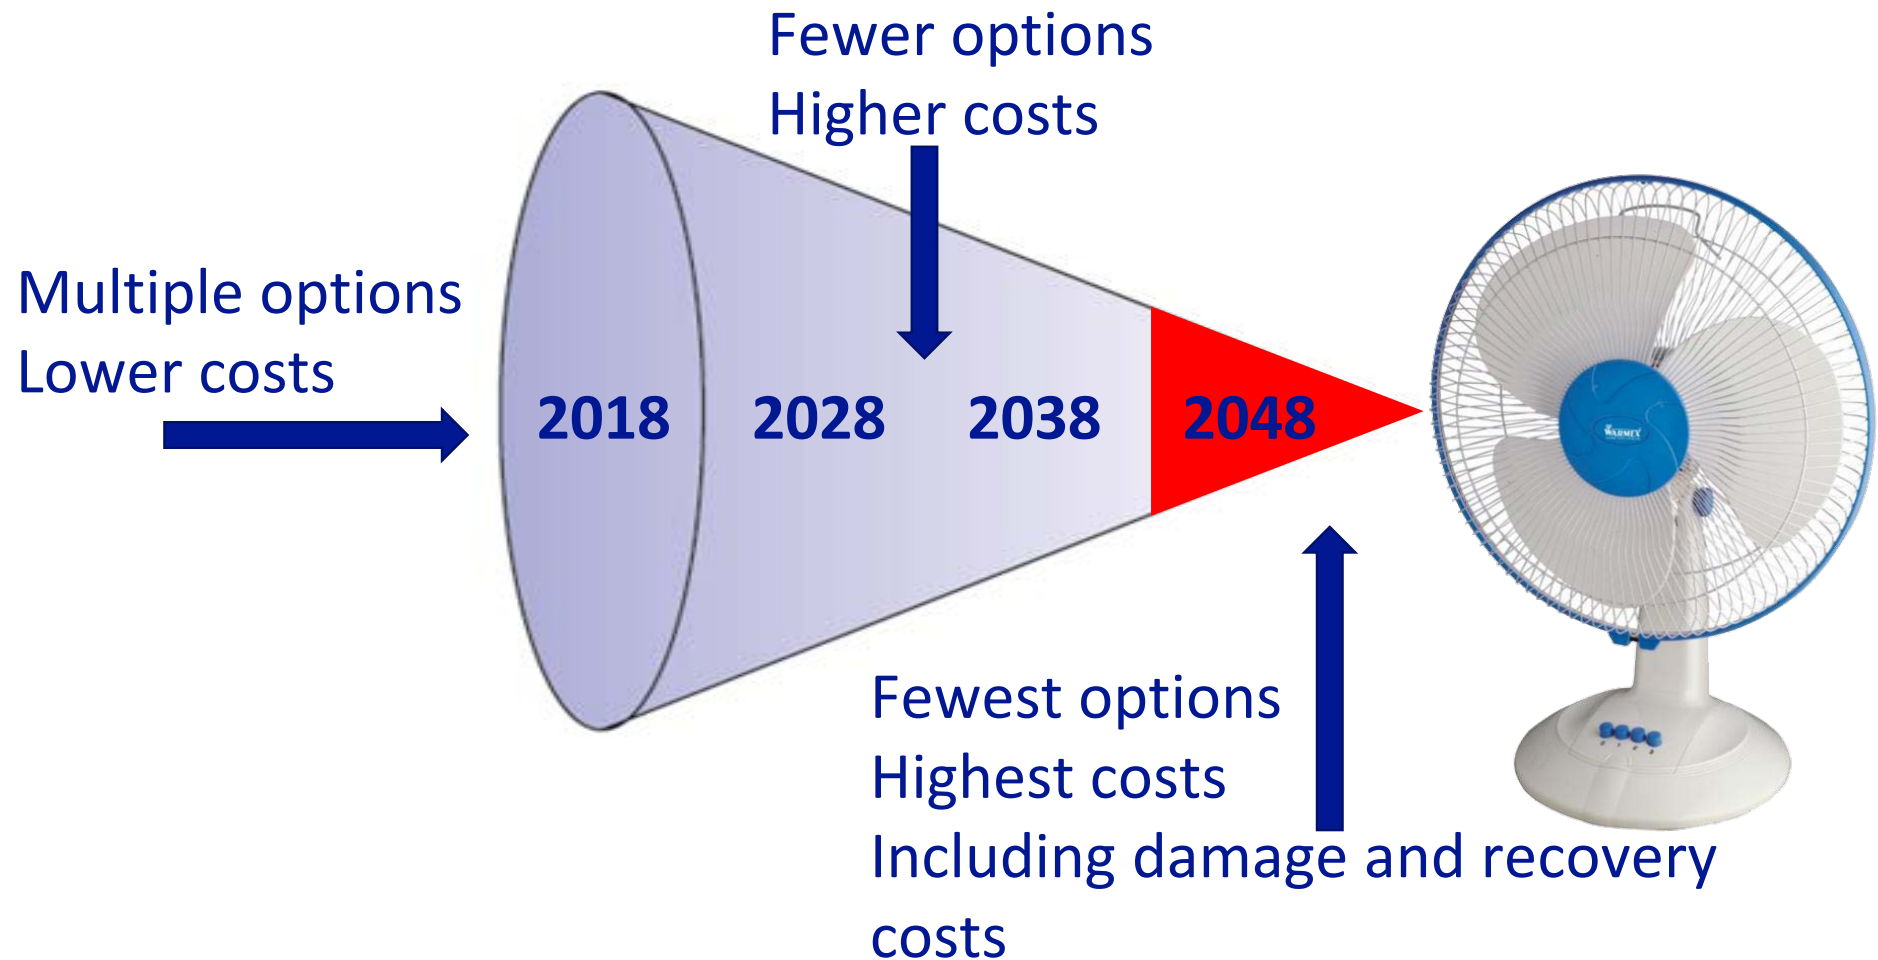 Fewer options
Higher costs
Multiple options
Lower costs
2018 2028 2038 2048
WARMEX
Fewest options
Highest costs
Including damage and recovery
costs